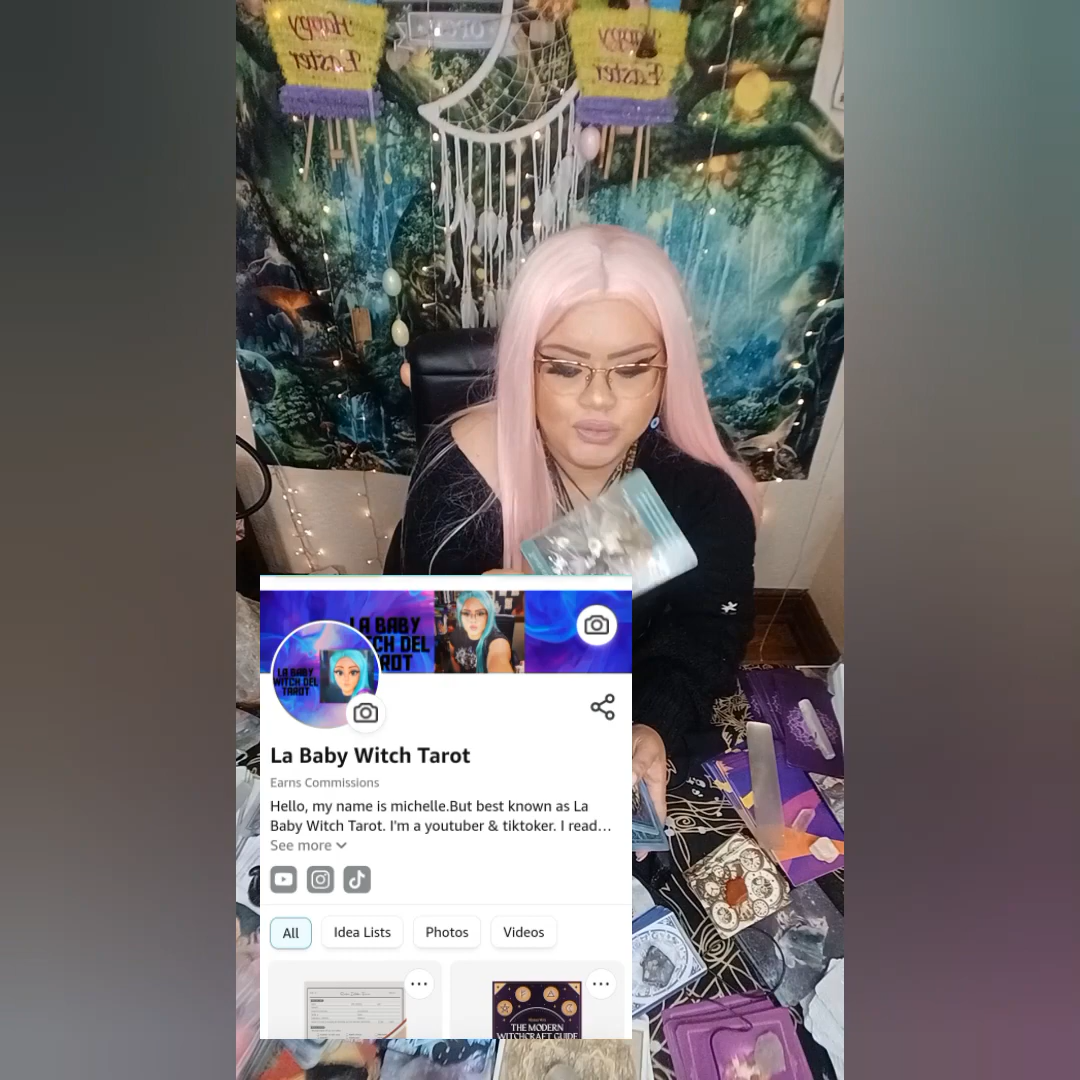 Happy
Easter
OPEN
Happy
Easter
LA BABY
WITCH DEL
TAROT
LA BABY
WITCH DEL
TAROT
La Baby Witch Tarot
Earns Commissions
Hello, my name is michelle.But best known as La
Baby Witch Tarot. I'm a youtuber & tiktoker. I read…
See more
All
Idea Lists
Photos
Videos
THE MODERN
WITCHCRAFT GUIDE